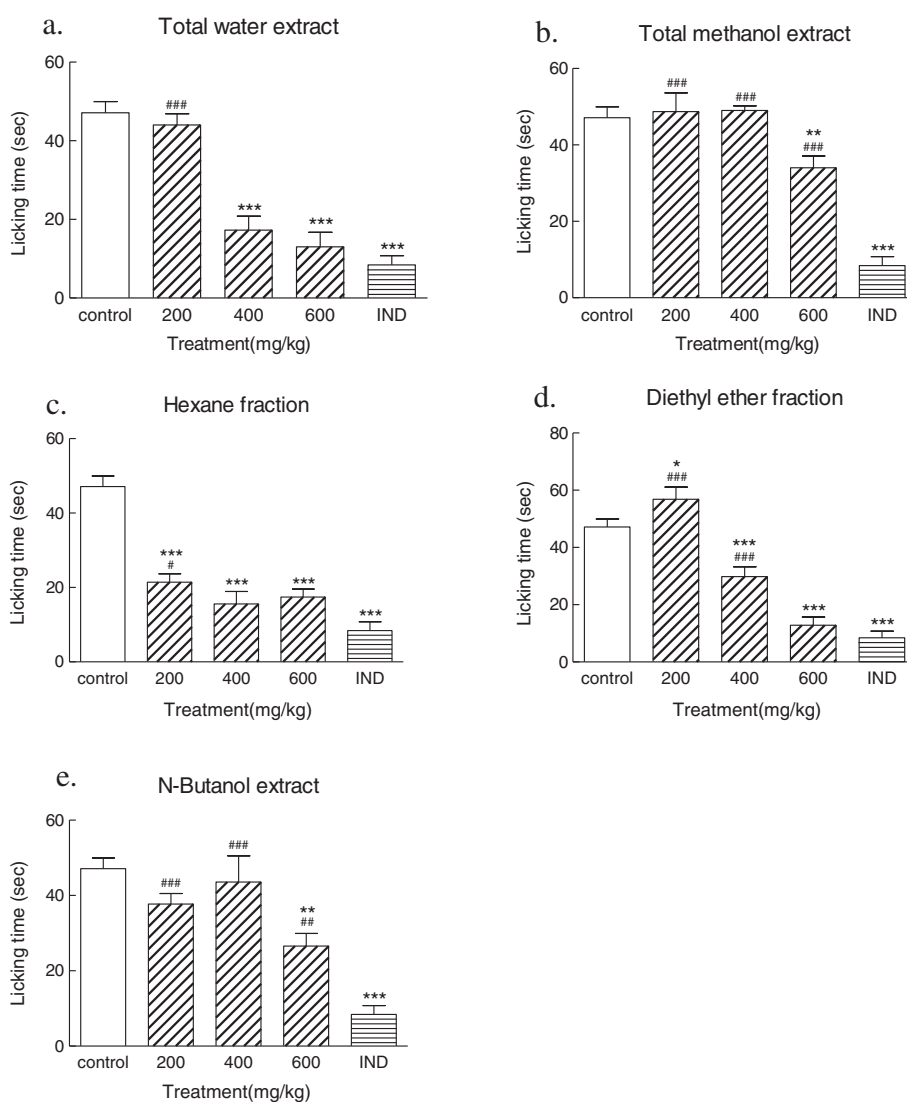 a.
Total water extract
60
40
20
0
Licking time (sec)
###
***
***
***
control 200 400 600 IND
Treatment(mg/kg)
b.
Total methanol extract
60
40
20
0
Licking time (sec)
###
###
**
###
***
control 200 400 600 IND
Treatment(mg/kg)
c.
Hexane fraction
60
40
20
0
Licking time (sec)
***
#
***
***
***
control 200 400 600 IND
Treatment(mg/kg)
d.
Diethyl ether fraction
80
60
40
20
0
Licking time (sec)
*
###
***
###
***
***
control 200 400 600 IND
Treatment(mg/kg)
e.
N-Butanol extract
60
40
20
0
Licking time (sec)
###
###
**
##
***
control 200 400 600 IND
Treatment(mg/kg)